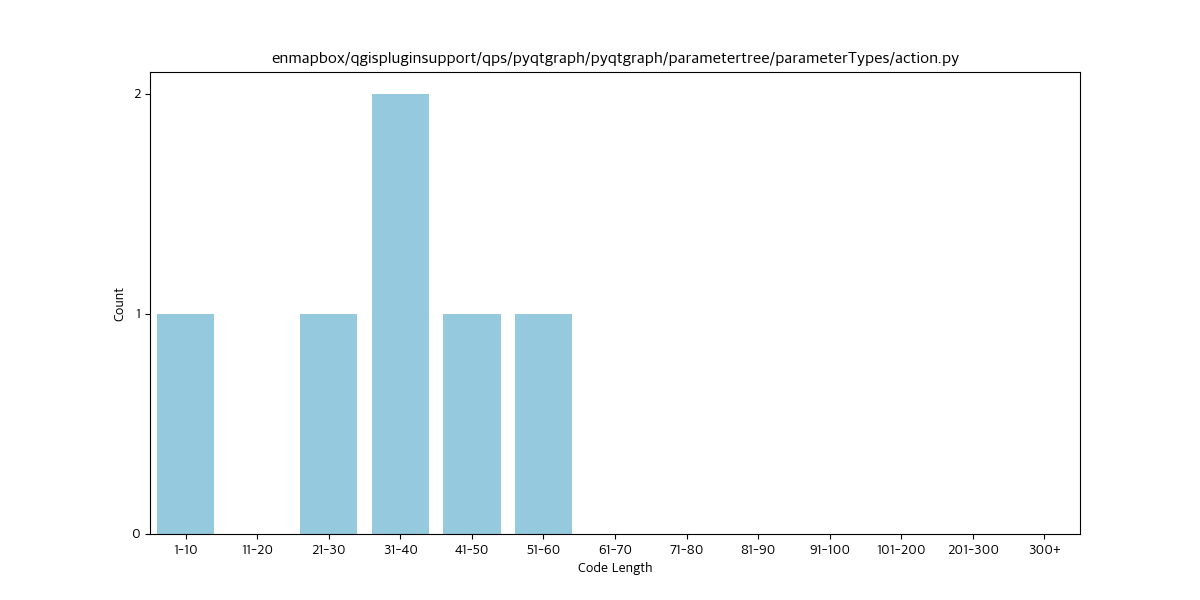 enmapbox/qgispluginsupport/qps/pyqtgraph/pyqtgraph/parametertree/parameterTypes/action.py
2
1
0
Count
1-10 11-20 21-30 31-40 41-50 51-60 61-70 71-80 81-90 91-100 101-200 201-300 300+
Code Length